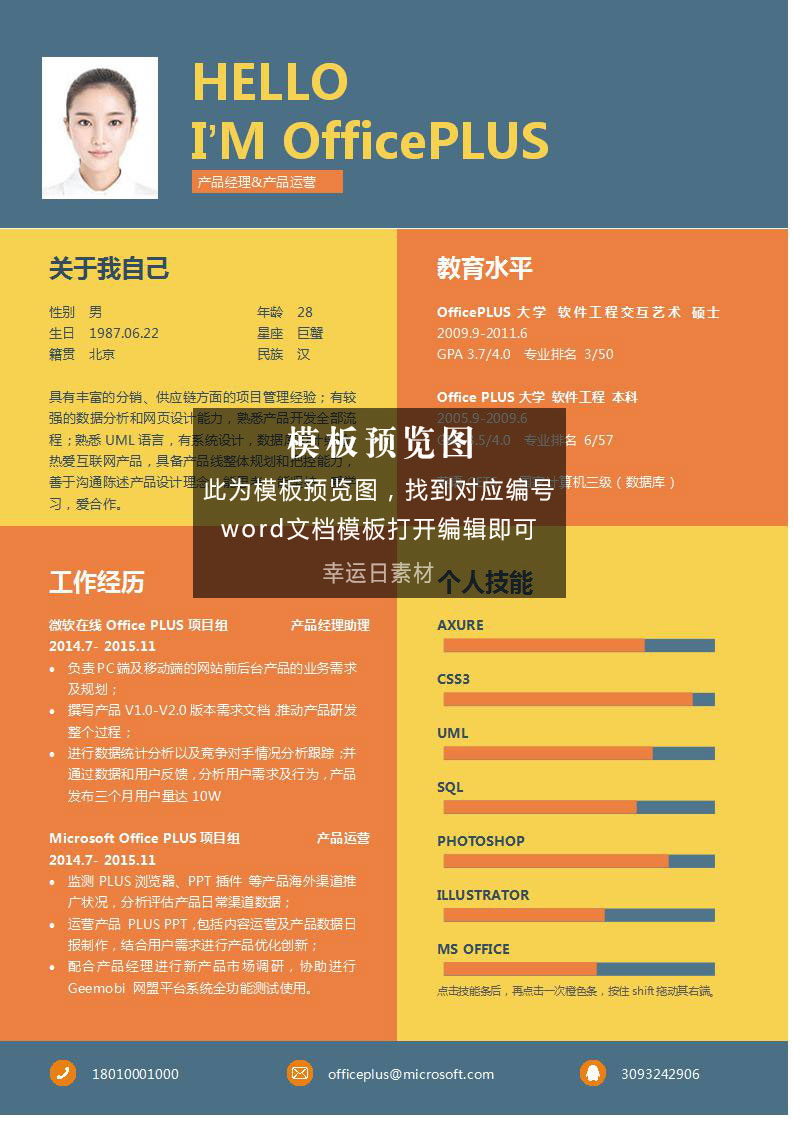 HELLO
I’M OfficePLUS
产品经理&产品运营
关于我自己
性别 男 年龄 28
生日 1987.06.22 星座 巨蟹
籍贯 北京 民族 汉
具有丰富的分销、供应链方面的项目管理经验；有较
强的数据分析和网页设计能力，熟悉产品开发全部流
程；熟悉 UML 语言，有系统设计，数据
热爱互联网产品，具备产品线整体规划和把控能力，
善于沟通陈述产品设计理念
习，爱合作。
教育水平
OfficePLUS 大学 软件工程交互艺术 硕士
2009.9-2011.6
GPA 3.7/4.0 专业排名 3/50
Office PLUS 大学 软件工程 本科
2005.9-2009.6
3.5/4.0 专业排名 6/57
计算机三级（数据库）
模板预览图
此为模板预览图，找到对应编号
word文档模板打开编辑即可
幸运日素材
工作经历
微软在线 Office PLUS 项目组 产品经理助理
2014.7- 2015.11
• 负责 PC 端及移动端的网站前后台产品的业务需求
及规划；
• 撰写产品 V1.0-V2.0 版本需求文档，推动产品研发
整个过程；
• 进行数据统计分析以及竞争对手情况分析跟踪；并
通过数据和用户反馈，分析用户需求及行为，产品
发布三个月用户量达 10W
Microsoft Office PLUS 项目组 产品运营
2014.7- 2015.11
• 监测 PLUS 浏览器、PPT 插件 等产品海外渠道推
广状况，分析评估产品日常渠道数据；
• 运营产品 PLUS PPT，包括内容运营及产品数据日
报制作，结合用户需求进行产品优化创新；
• 配合产品经理进行新产品市场调研，协助进行
Geemobi 网盟平台系统全功能测试使用。
个人技能
AXURE
CSS3
UML
SQL
PHOTOSHOP
ILLUSTRATOR
MS OFFICE
点击技能条后，再点击一次橙色条，按住 shift 拖动其右端。
18010001000
officeplus@microsoft.com
3093242906